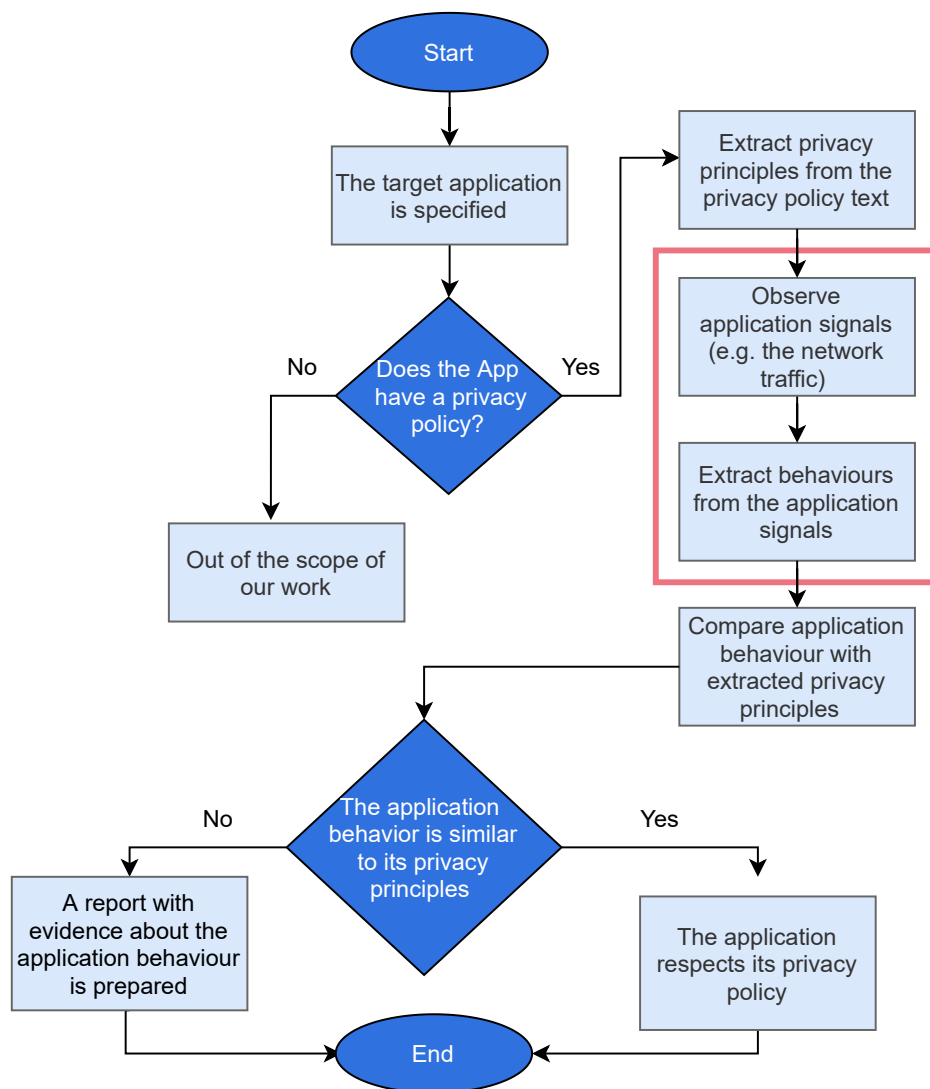 Start
The target application
is specified
Extract privacy
principles from the
privacy policy text
Observe
application signals
(e.g. the network
traffic)
No
Does the App
have a privacy
policy?
Yes
Extract behaviours
from the application
signals
Out of the scope of
our work
Compare application
behaviour with
extracted privacy
principles
No
The application
behavior is similar
to its privacy
principles
Yes
A report with
evidence about the
application behaviour
is prepared
The application
respects its privacy
policy
End